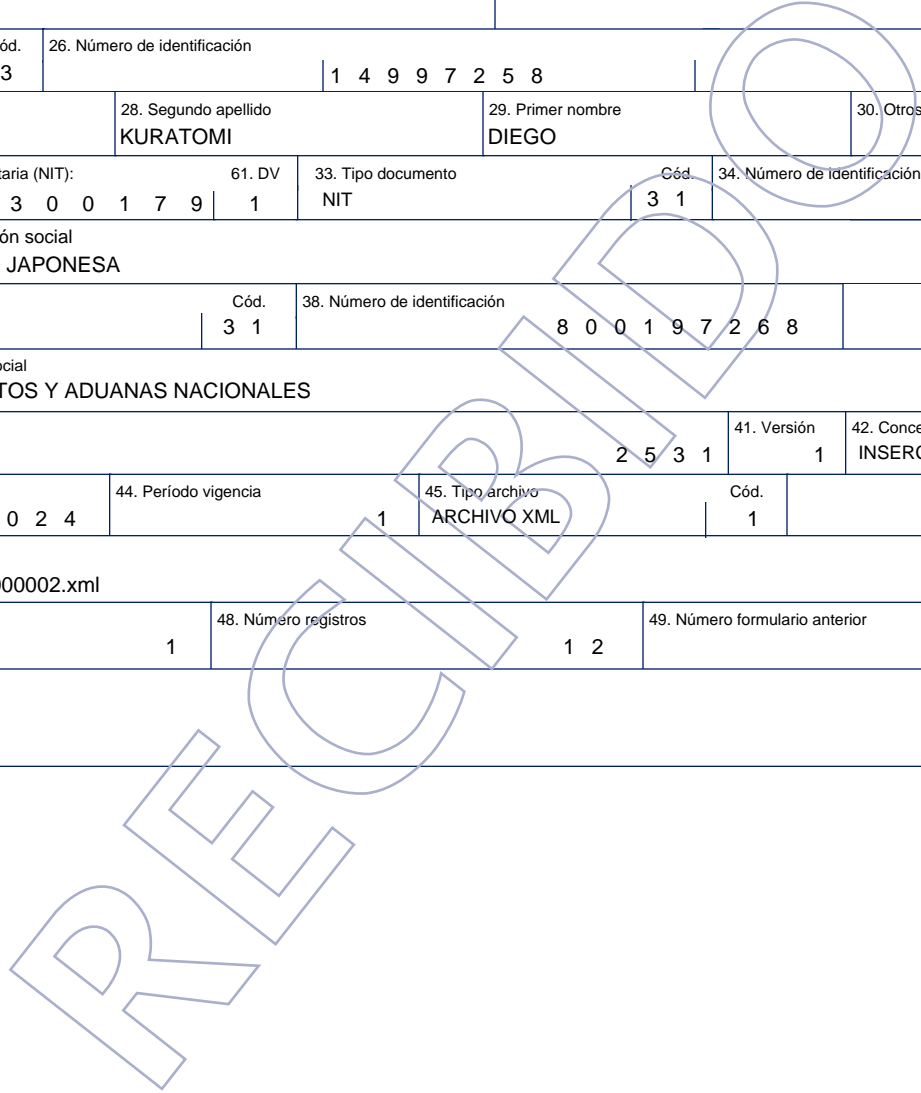 ód. 26. Número de identificación
3 1 4 9 9 7 2 5 8
28. Segundo apellido 29. Primer nombre 30. Otros
KURATOMI DIEGO
taria (NIT): 61. DV 33. Tipo documento Cód. 34. Número de identificación
3 0 0 1 7 9 1 NIT 3 1
ón social
JAPONESA
Cód. 38. Número de identificación
3 1 8 0 0 1 9 7 2 6 8
ocial
TOS Y ADUANAS NACIONALES
41. Versión 42. Conce
2 5 3 1 1 INSERC
44. Período vigencia 45. Tipo archivo Cód.
0 2 4 1 ARCHIVO XML 1
000002.xml
48. Número registros 49. Número formulario anterior
1 1 2
RECIBIDO